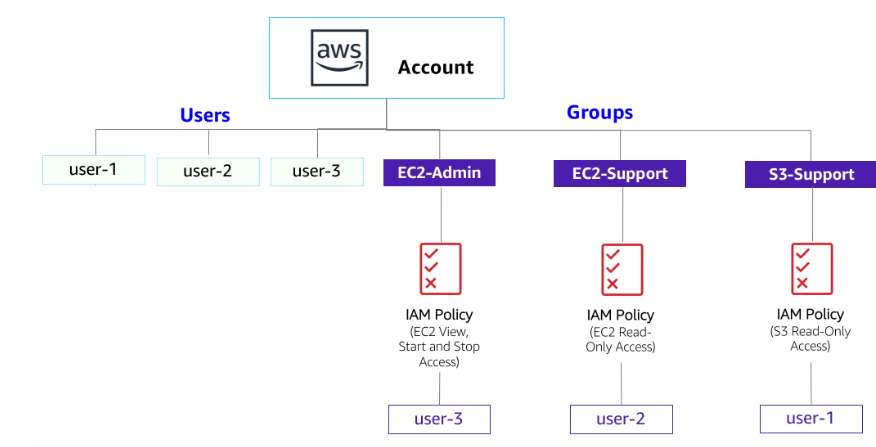 aws
Account
Users
Groups
user-1
user-2
user-3
EC2-Admin
EC2-Support
S3-Support
IAM Policy
(EC2 View,
Start and Stop
Access)
IAM Policy
(EC2 Read-
Only Access)
IAM Policy
(S3 Read-Only
Access)
user-3
user-2
user-1